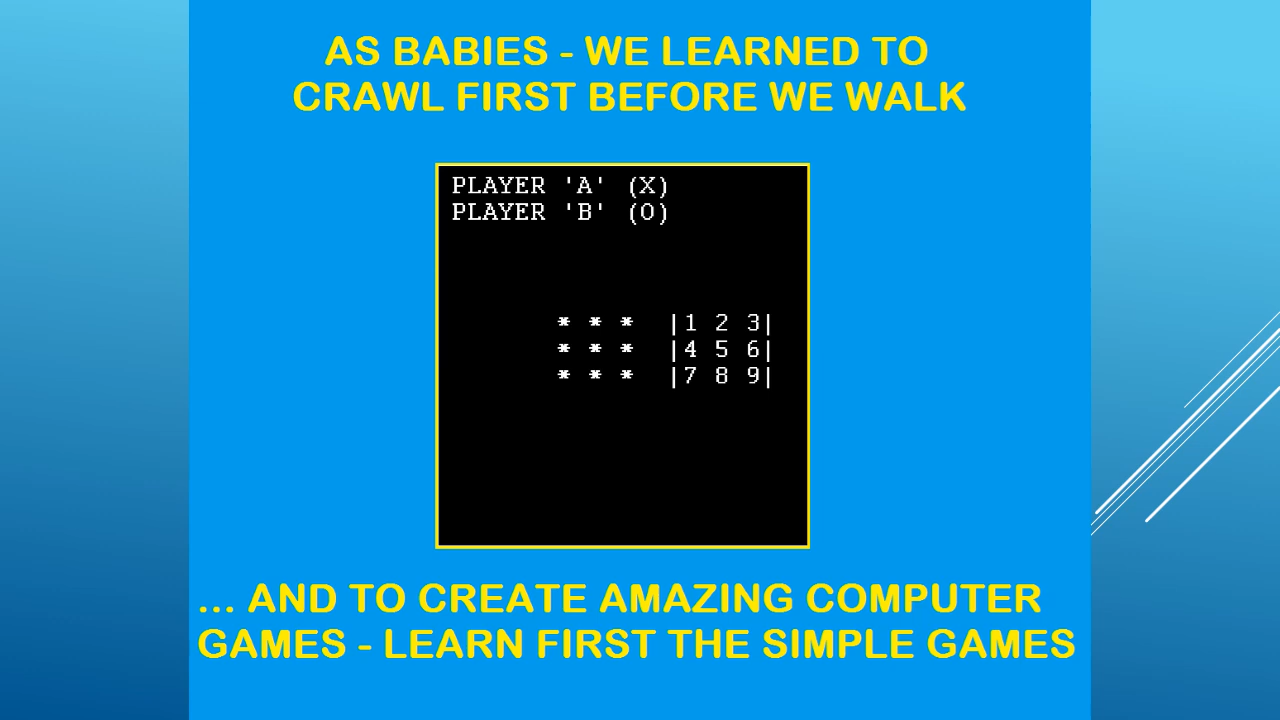 AS BABIES - WE LEARNED TO
CRAWL FIRST BEFORE WE WALK
PLAYER 'A' (X)
PLAYER 'B' (O)
* * * |1 2 3|
* * * |4 5 6|
* * * |7 8 9|
... AND TO CREATE AMAZING COMPUTER
GAMES - LEARN FIRST THE SIMPLE GAMES